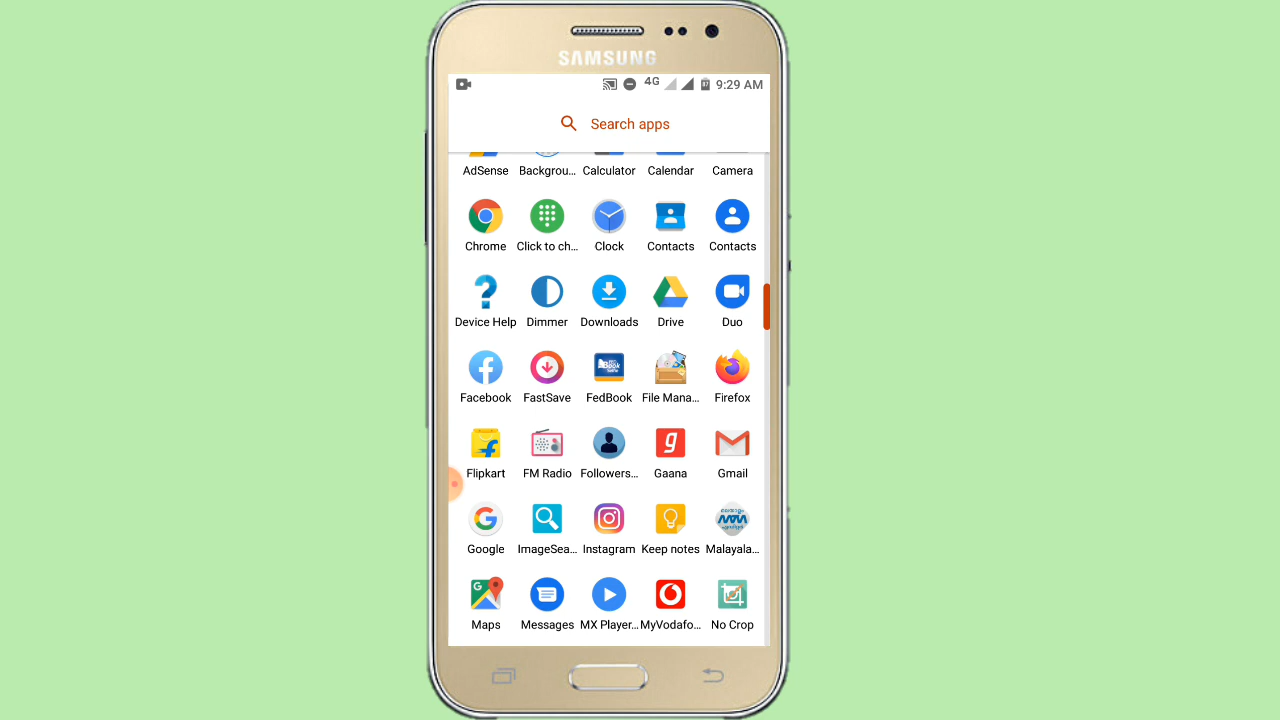 SAMSUNG
4G 9:29 AM
Search apps
AdSense Backgrou... Calculator Calendar Camera
Chrome Click to ch... Clock Contacts Contacts
Device Help Dimmer Downloads Drive Duo
Facebook FastSave FedBook File Mana... Firefox
Flipkart FM Radio Followers... Gaana Gmail
Google ImageSea... Instagram Keep notes Malayala...
Maps Messages MX Player... MyVodafo... No Crop